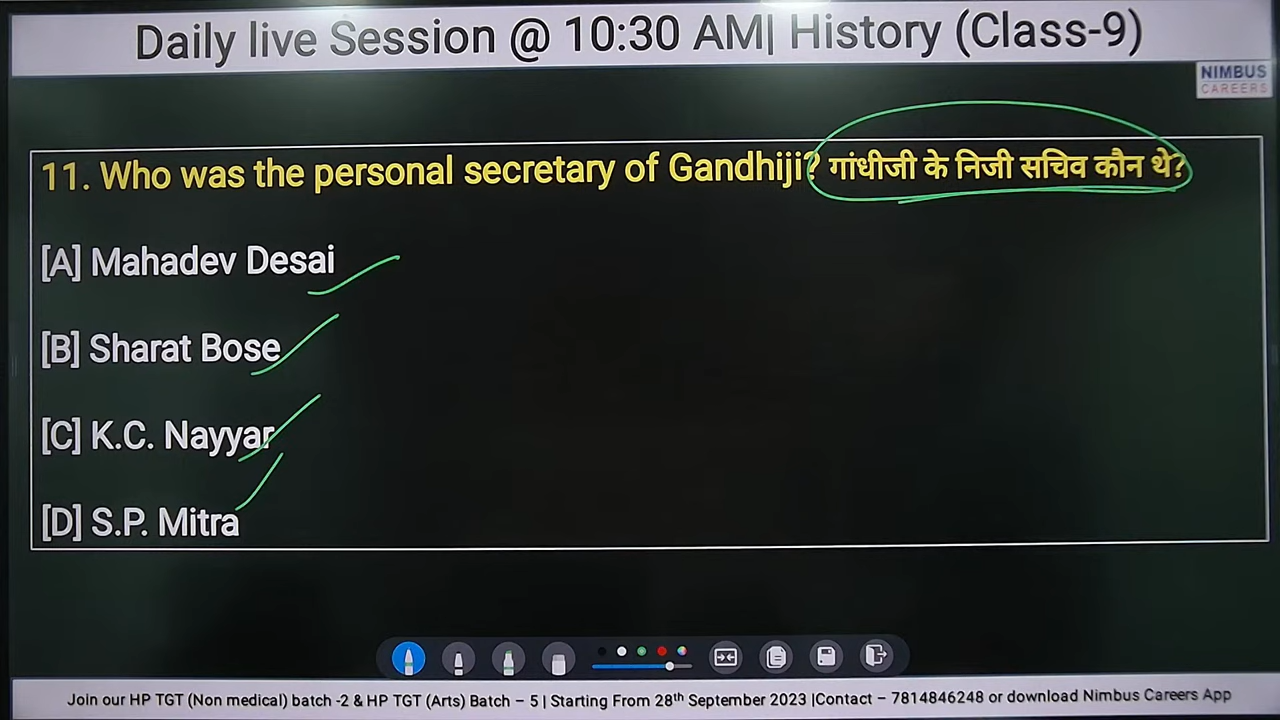 Daily live Session @ 10:30 AM| History (Class-9)
NIMBUS
CAREERS
11. Who was the personal secretary of Gandhiji? गांधीजी के निजी सचिव कौन थे?
[A] Mahadev Desai
[B] Sharat Bose
[C] K.C. Nayyar
[D] S.P. Mitra
Join our HP TGT (Non medical) batch -2 & HP TGT (Arts) Batch – 5 | Starting From 28th September 2023 |Contact – 7814846248 or download Nimbus Careers App